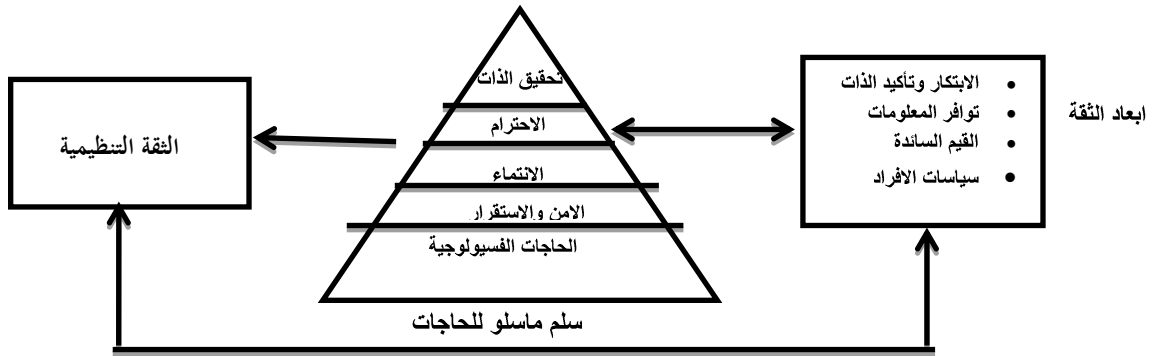 ابعاد الثقة
الابتكار وتأكيد الذات
توافر المعلومات
القيم السائدة
سياسات الافراد
تحقيق الذات
الاحترام
الانتماء
الامن والاستقرار
الحاجات الفسيولوجية
سلم ماسلو للحاجات
الثقة التنظيمية